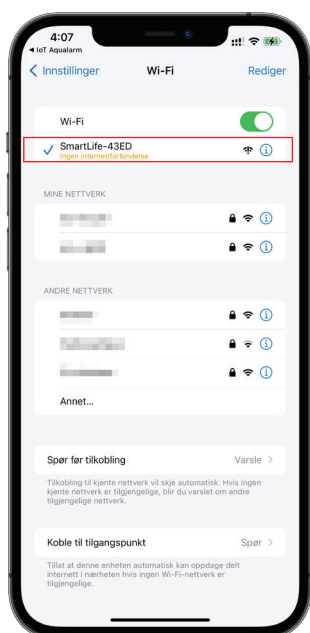 4:07
IoT Aqualarm
Innstillinger
Wi-Fi
Rediger
Wi-Fi
SmartLife-43ED
Ingen internettforbindelse
MINE NETTVERK
ANDRE NETTVERK
Annet...
Spør før tilkobling
Varsle
Tilkobling til kjente nettverk vil skje automatisk. Hvis ingen
kjente nettverk er tilgjengelige, blir du varslet om andre
tilgjengelige nettverk.
Koble til tilgangspunkt
Spør
Tillat at denne enheten automatisk kan oppdage delt
internett i nærheten hvis ingen Wi-Fi-nettverk er
tilgjengelige.